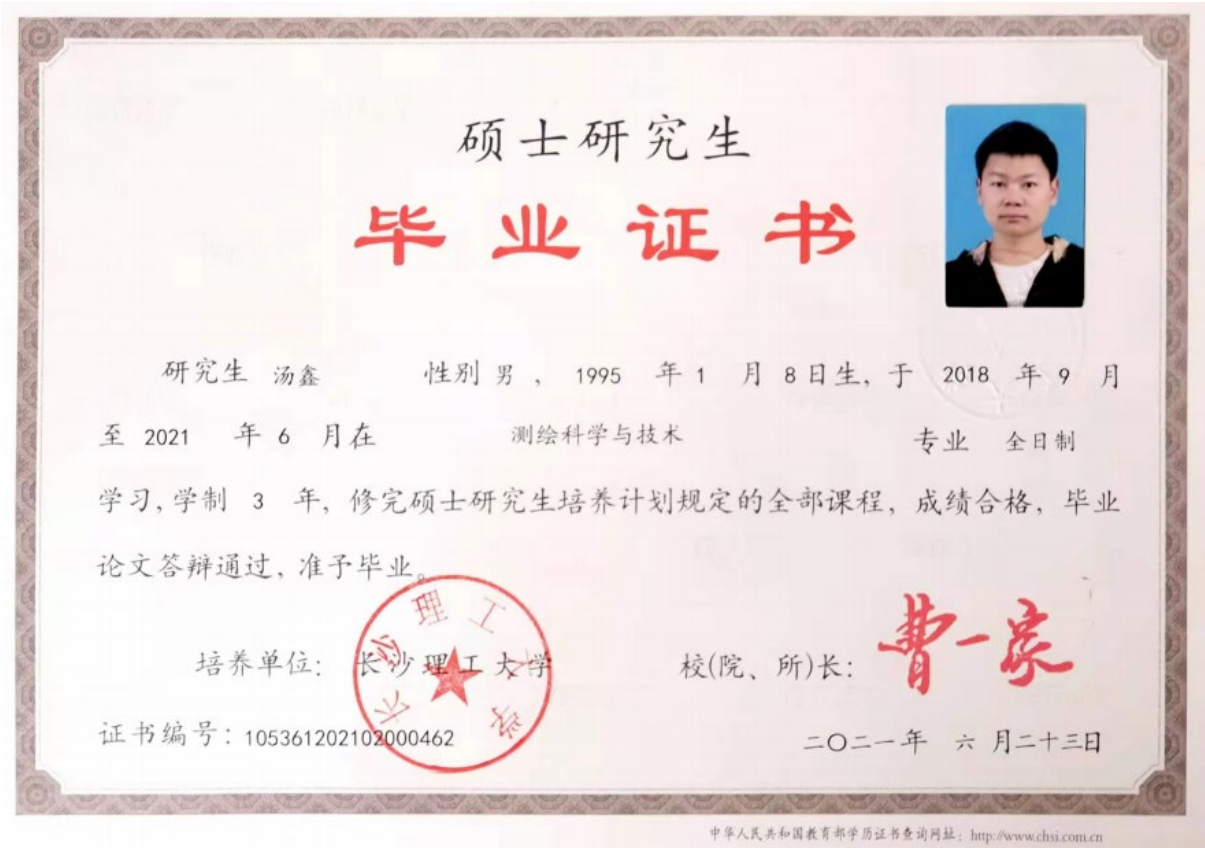 硕士研究生
毕业证书
研究生 汤鑫 性别 男 , 1995 年 1 月 8 日生, 于 2018 年 9 月
至 2021 年 6 月在 测绘科学与技术 专业 全日制
学习, 学制 3 年, 修完硕士研究生培养计划规定的全部课程, 成绩合格, 毕业
论文答辩通过, 准予毕业。
长沙理工大学
培养单位: 长沙理工大学 校(院、所)长: 曹一家
证书编号: 105361202102000462 二〇二一年 六 月二十三日
中华人民共和国教育部学历证书查询网址: http://www.chsi.com.cn